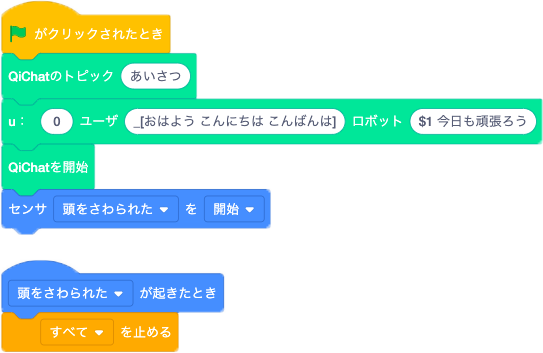 がクリックされたとき
QiChatのトピック あいさつ
u： 0 ユーザ _[おはよう こんにちは こんばんは] ロボット $1 今日も頑張ろう
QiChatを開始
センサ 頭をさわられた を 開始
頭をさわられた が起きたとき
すべて を止める